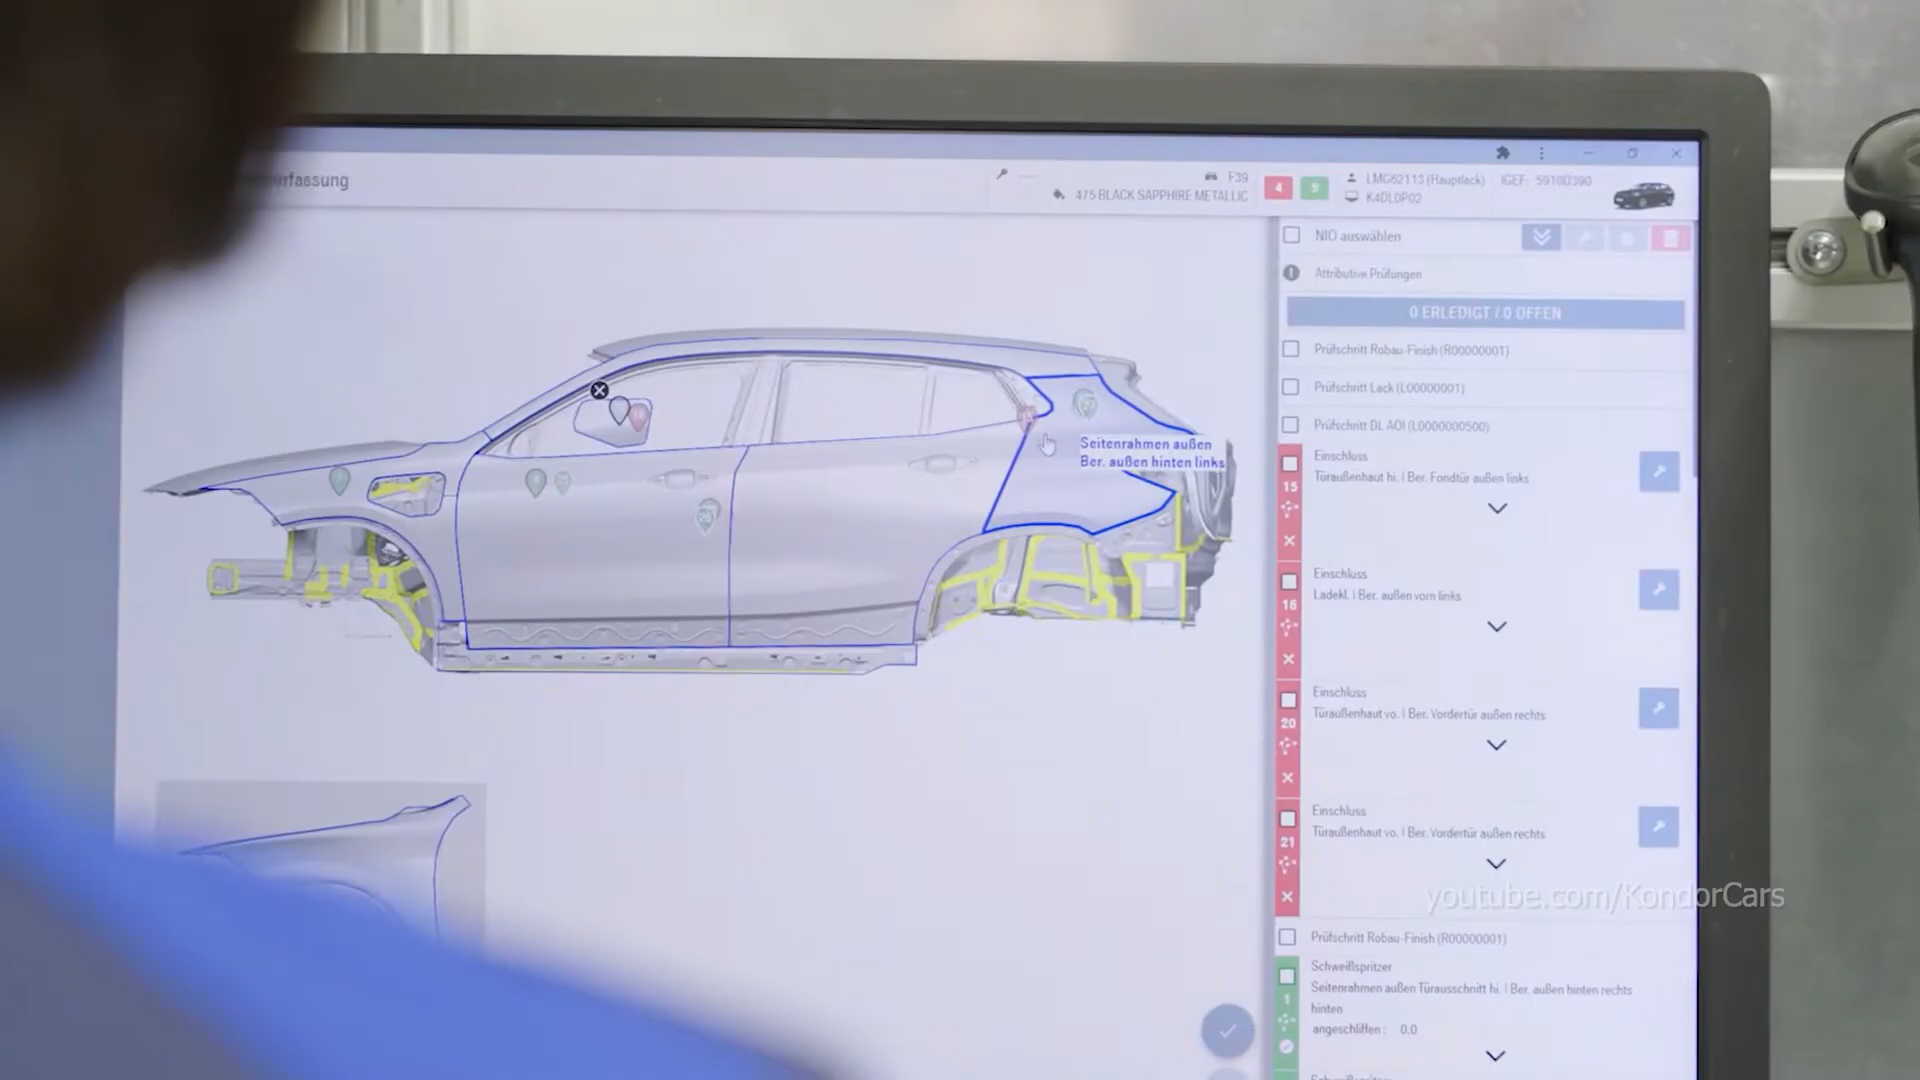 rfassung
F39
475 BLACK SAPPHIRE METALLIC
4
9
LMG62113 (Hauptlack)
K4DL0P02
IGEF: 5910D390
NIO auswählen
Attributive Prüfungen
0 ERLEDIGT / 0 OFFEN
Prüfschritt Robau-Finish (R00000001)
Prüfschritt Lack (L00000001)
Prüfschritt DL AOI (L0000000500)
Seitenrahmen außen
Ber. außen hinten links
15
Einschluss
Türaußenhaut hi. | Ber. Fondtür außen links
16
Einschluss
Ladekl. | Ber. außen vorn links
20
Einschluss
Türaußenhaut vo. | Ber. Vordertür außen rechts
21
Einschluss
Türaußenhaut vo. | Ber. Vordertür außen rechts
youtube.com/KondorCars
Prüfschritt Robau-Finish (R00000001)
1
Schweißspritzer
Seitenrahmen außen Türausschnitt hi. | Ber. außen hinten rechts
hinten
angeschliffen : 0.0